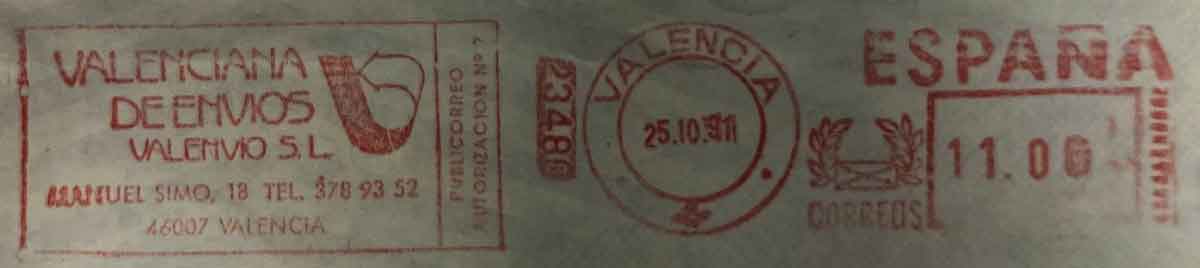 VALENCIANA
DE ENVIOS
VALENVIO S.L.
MANUEL SIMO, 18 TEL. 378 93 52
46007 VALENCIA
PUBLICORREO
AUTORIZACION Nº 7
23480
VALENCIA
25.10.91
ESPAÑA
11.00
CORREOS